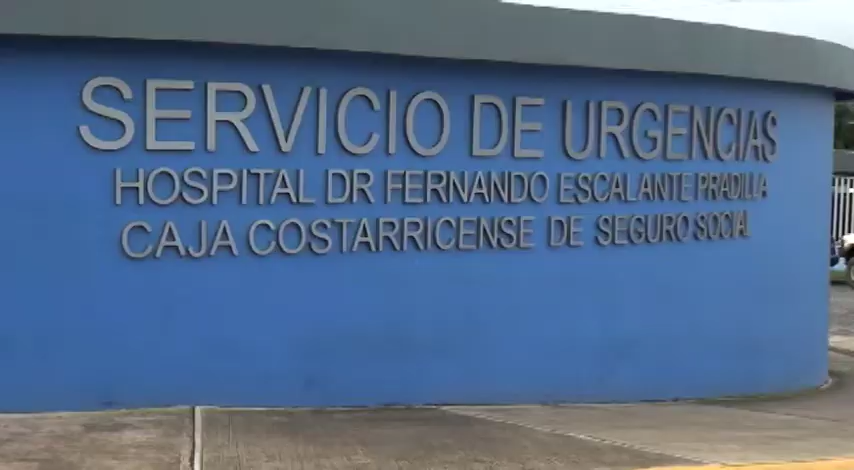 SERVICIO DE URGENCIAS
HOSPITAL DR FERNANDO ESCALANTE PRADILLA
CAJA COSTARRICENSE DE SEGURO SOCIAL